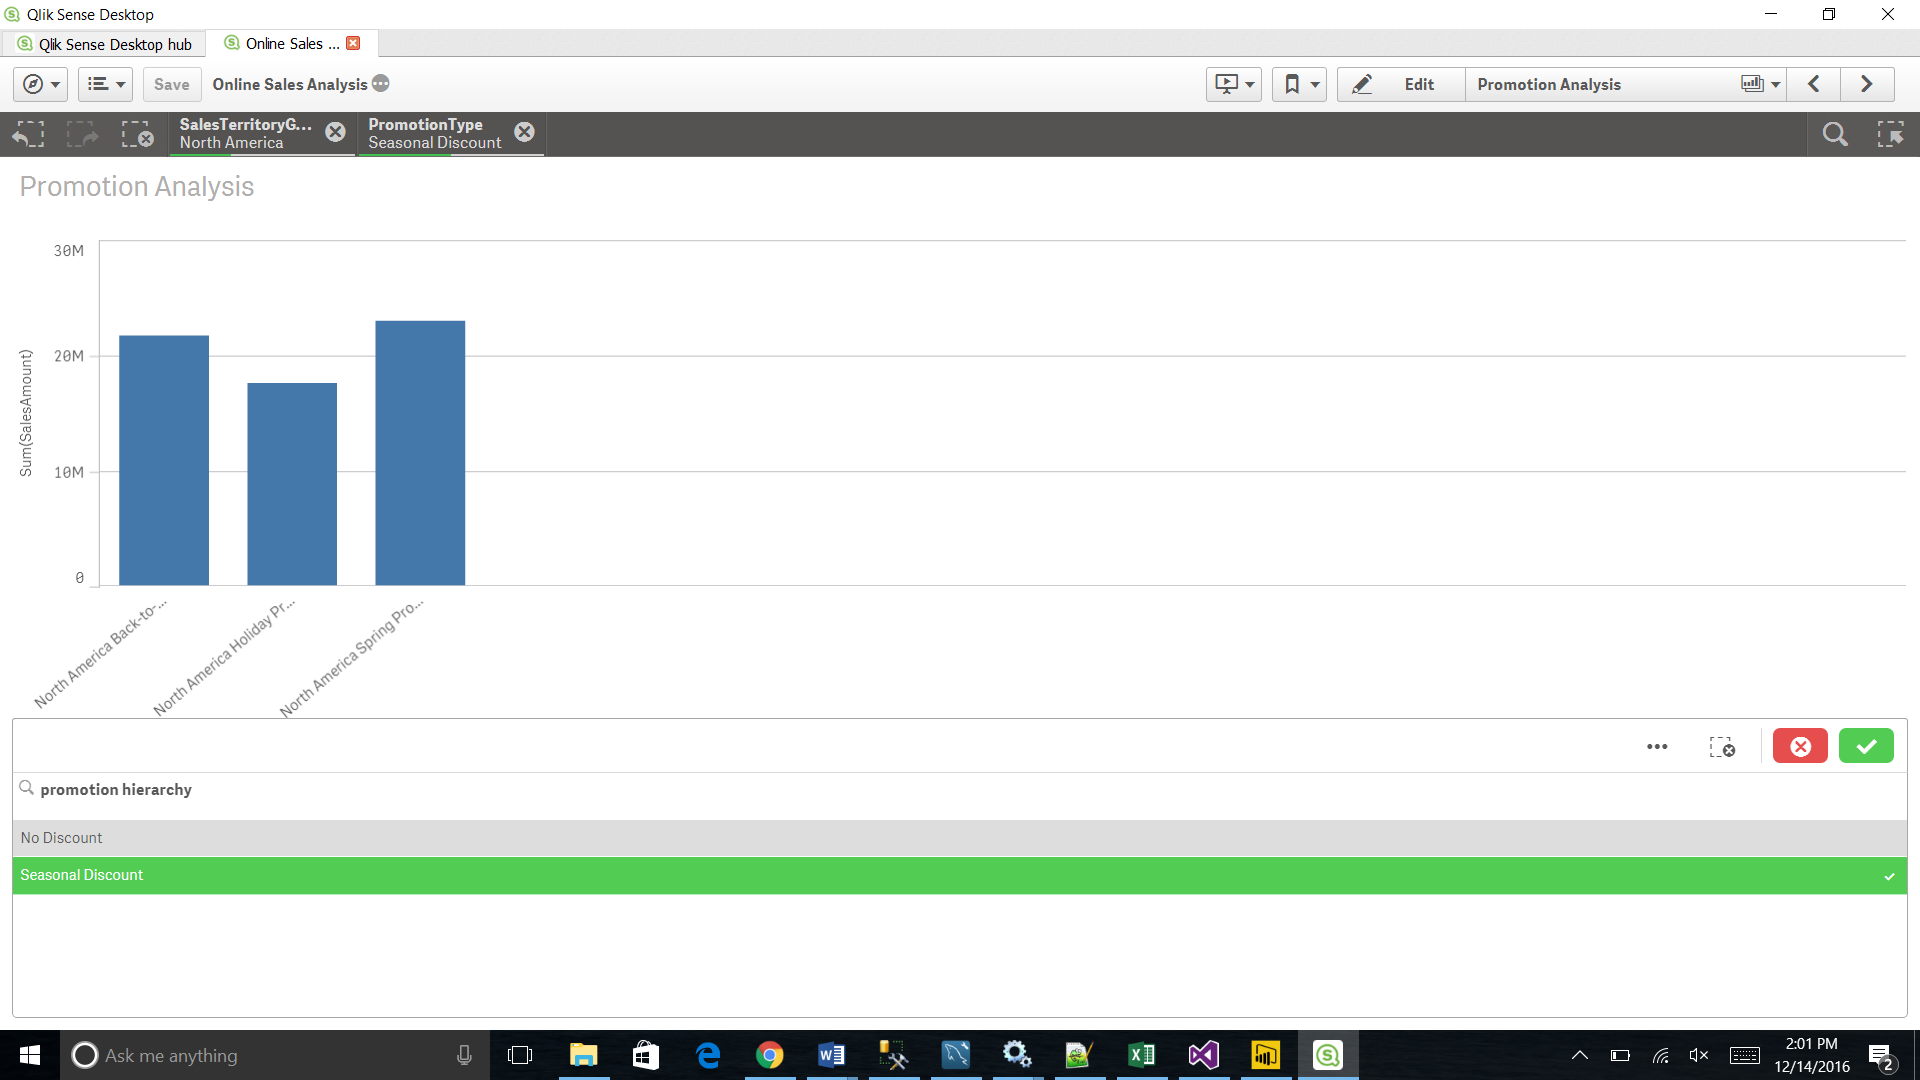 Qlik Sense Desktop
Qlik Sense Desktop hub
Online Sales ...
Save
Online Sales Analysis
Edit
Promotion Analysis
SalesTerritoryG...
North America
PromotionType
Seasonal Discount
Promotion Analysis
30M
20M
10M
0
Sum(SalesAmount)
North America Back-to-...
North America Holiday Pr...
North America Spring Pro...
promotion hierarchy
No Discount
Seasonal Discount
Ask me anything
2:01 PM
12/14/2016
2